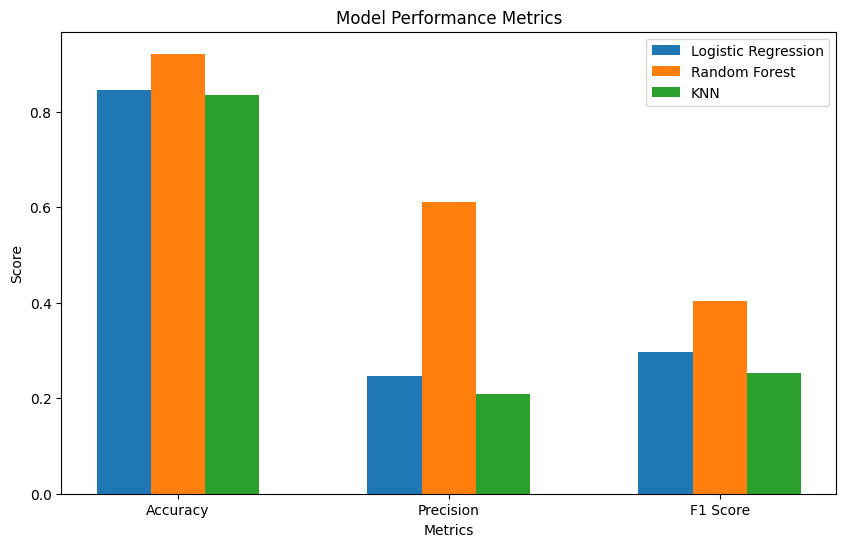 Model Performance Metrics
Logistic Regression
Random Forest
KNN
Score
0.8
0.6
0.4
0.2
0.0
Accuracy
Precision
F1 Score
Metrics